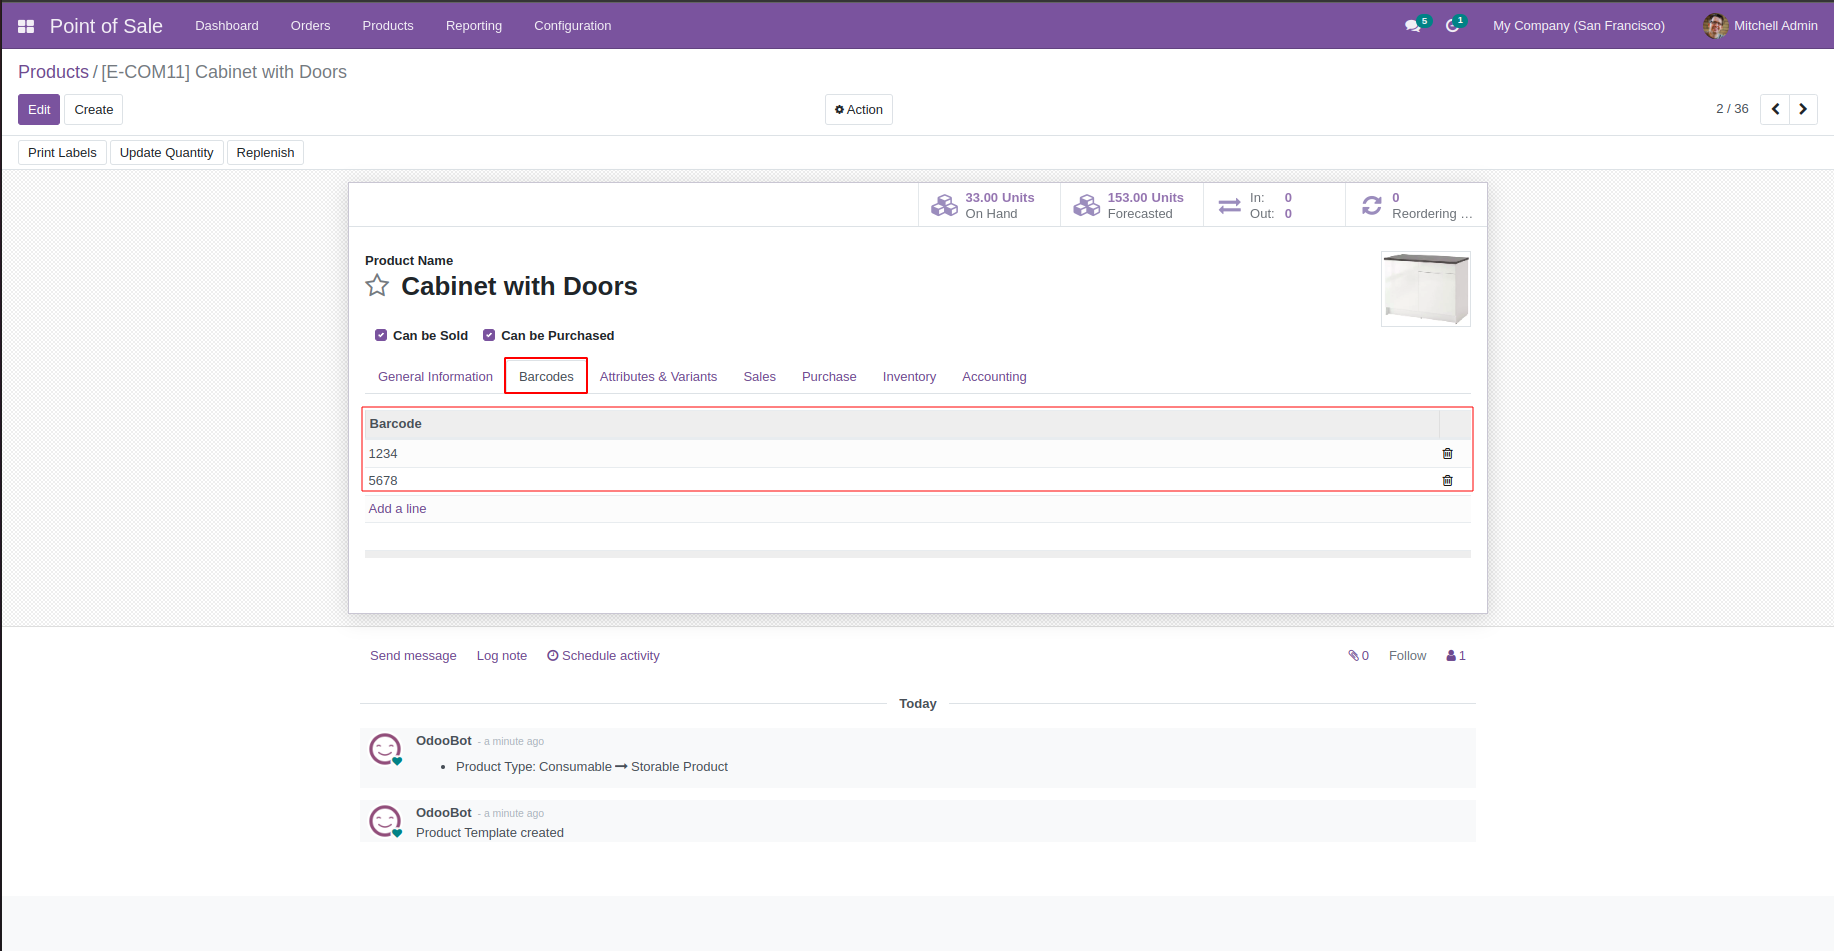 Point of Sale Dashboard Orders Products Reporting Configuration 5 1 My Company (San Francisco) Mitchell Admin
Products / [E-COM11] Cabinet with Doors
Edit Create Action 2 / 36
Print Labels Update Quantity Replenish
33.00 Units On Hand
153.00 Units Forecasted
In: 0
Out: 0
0 Reordering ...
Product Name
Cabinet with Doors
Can be Sold Can be Purchased
General Information Barcodes Attributes & Variants Sales Purchase Inventory Accounting
Barcode
1234
5678
Add a line
Send message Log note Schedule activity 0 Follow 1
Today
OdooBot - a minute ago
• Product Type: Consumable → Storable Product
OdooBot - a minute ago
Product Template created